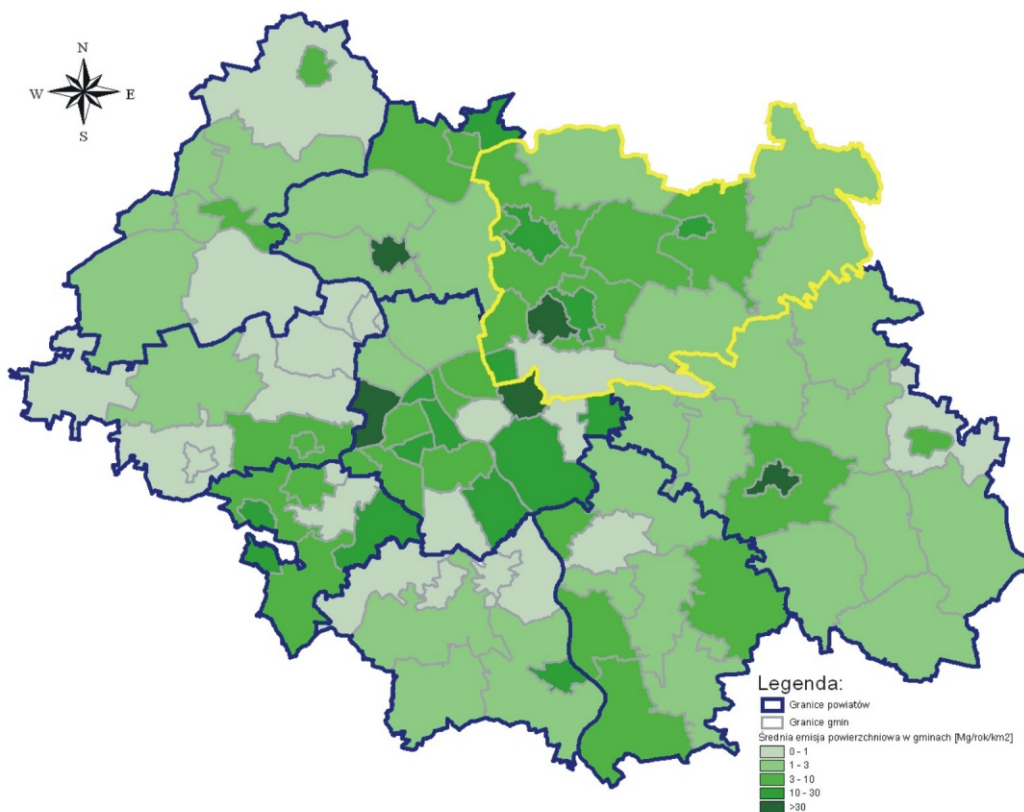 N
W E
S
Legenda:
Granice powiatów
Granice gmin
Średnia emisja powierzchniowa w gminach [Mg/rok/km2]
0 - 1
1 - 3
3 - 10
10 - 30
>30